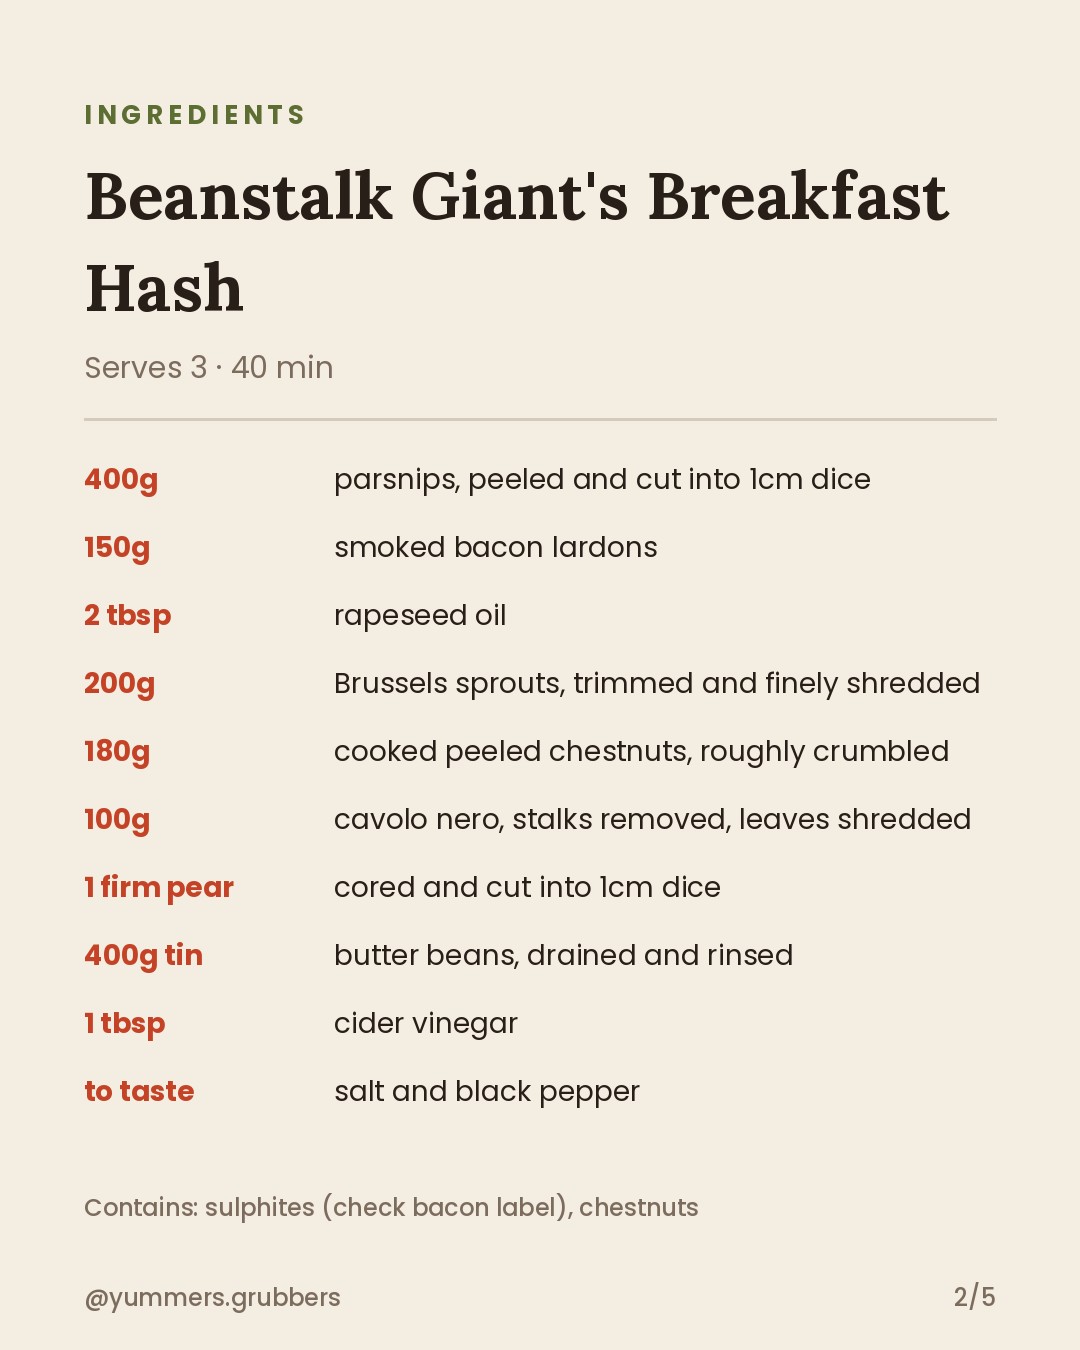 INGREDIENTS
Beanstalk Giant's Breakfast
Hash
Serves 3 · 40 min
400g parsnips, peeled and cut into 1cm dice
150g smoked bacon lardons
2 tbsp rapeseed oil
200g Brussels sprouts, trimmed and finely shredded
180g cooked peeled chestnuts, roughly crumbled
100g cavolo nero, stalks removed, leaves shredded
1 firm pear cored and cut into 1cm dice
400g tin butter beans, drained and rinsed
1 tbsp cider vinegar
to taste salt and black pepper
Contains: sulphites (check bacon label), chestnuts
@yummers.grubbers 2/5